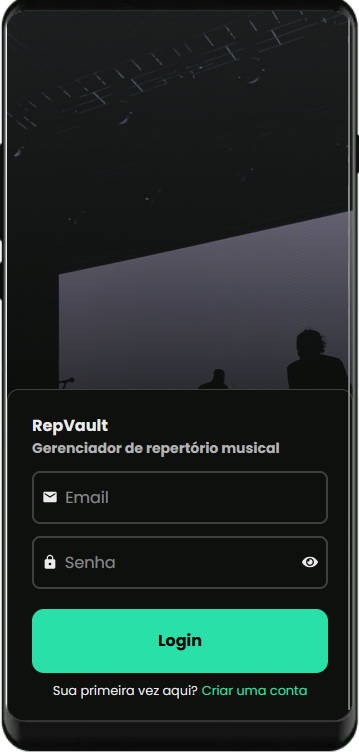 RepVault
Gerenciador de repertório musical
Email
Senha
Login
Sua primeira vez aqui? Criar uma conta